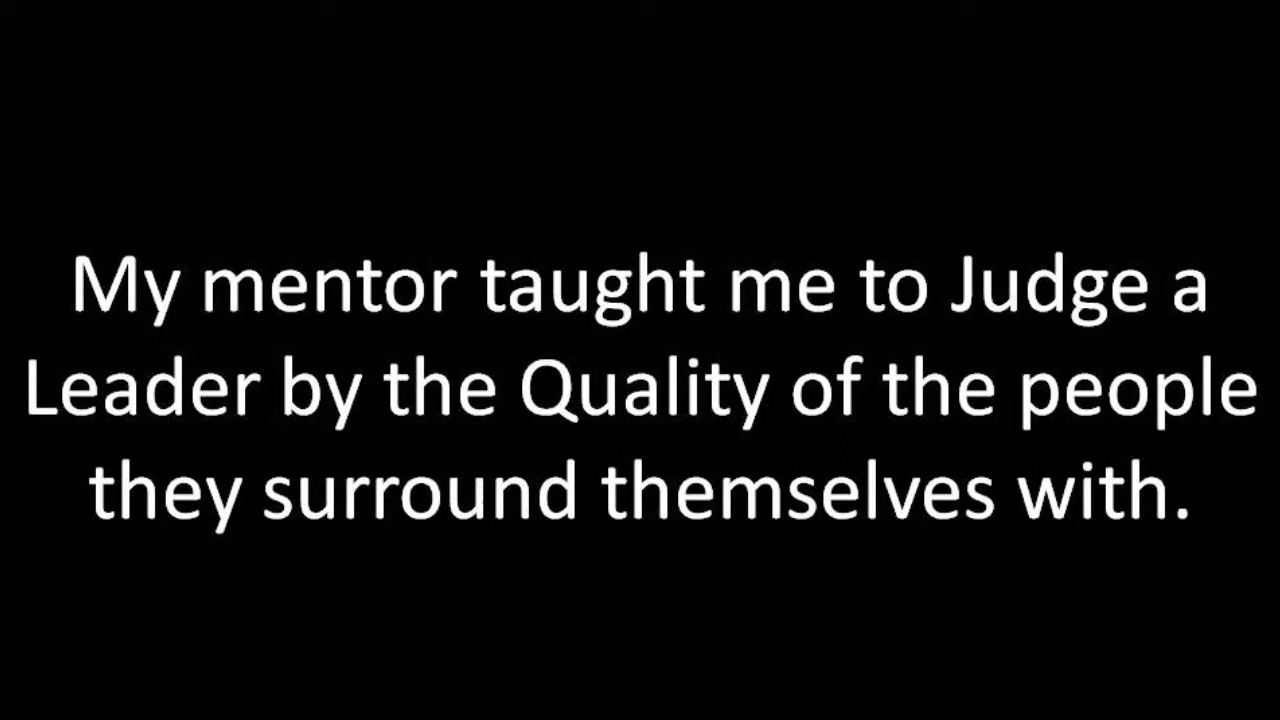 My mentor taught me to Judge a
Leader by the Quality of the people
they surround themselves with.